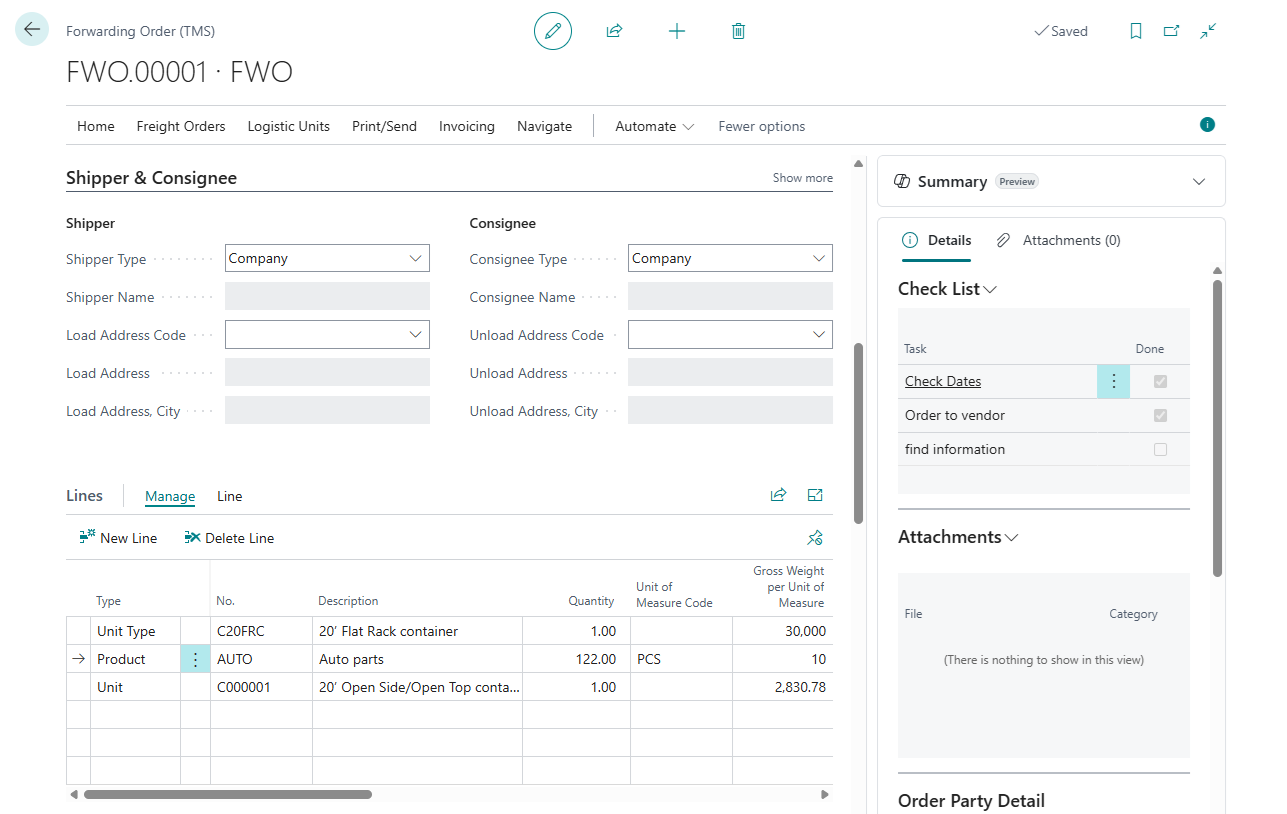 Forwarding Order (TMS)
Saved
FWO.00001 · FWO
Home Freight Orders Logistic Units Print/Send Invoicing Navigate Automate Fewer options
Shipper & Consignee
Show more
Shipper
Shipper Type Company
Shipper Name
Load Address Code
Load Address
Load Address, City
Consignee
Consignee Type Company
Consignee Name
Unload Address Code
Unload Address
Unload Address, City
Lines Manage Line
New Line Delete Line
Type No. Description Quantity Unit of Measure Code Gross Weight per Unit of Measure
Unit Type C20FRC 20’ Flat Rack container 1.00 30,000
Product AUTO Auto parts 122.00 PCS 10
Unit C000001 20’ Open Side/Open Top conta... 1.00 2,830.78
Summary Preview
Details Attachments (0)
Check List
Task Done
Check Dates
Order to vendor
find information
Attachments
File Category
(There is nothing to show in this view)
Order Party Detail